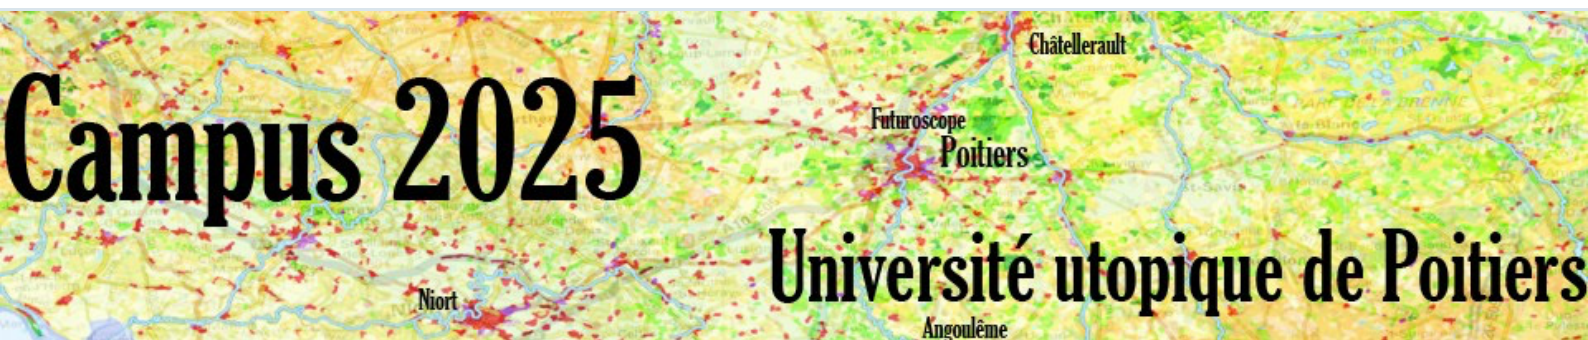 Châtellerault
Campus 2025
Futuroscope
Poitiers
Université utopique de Poitiers
Niort
Angoulême